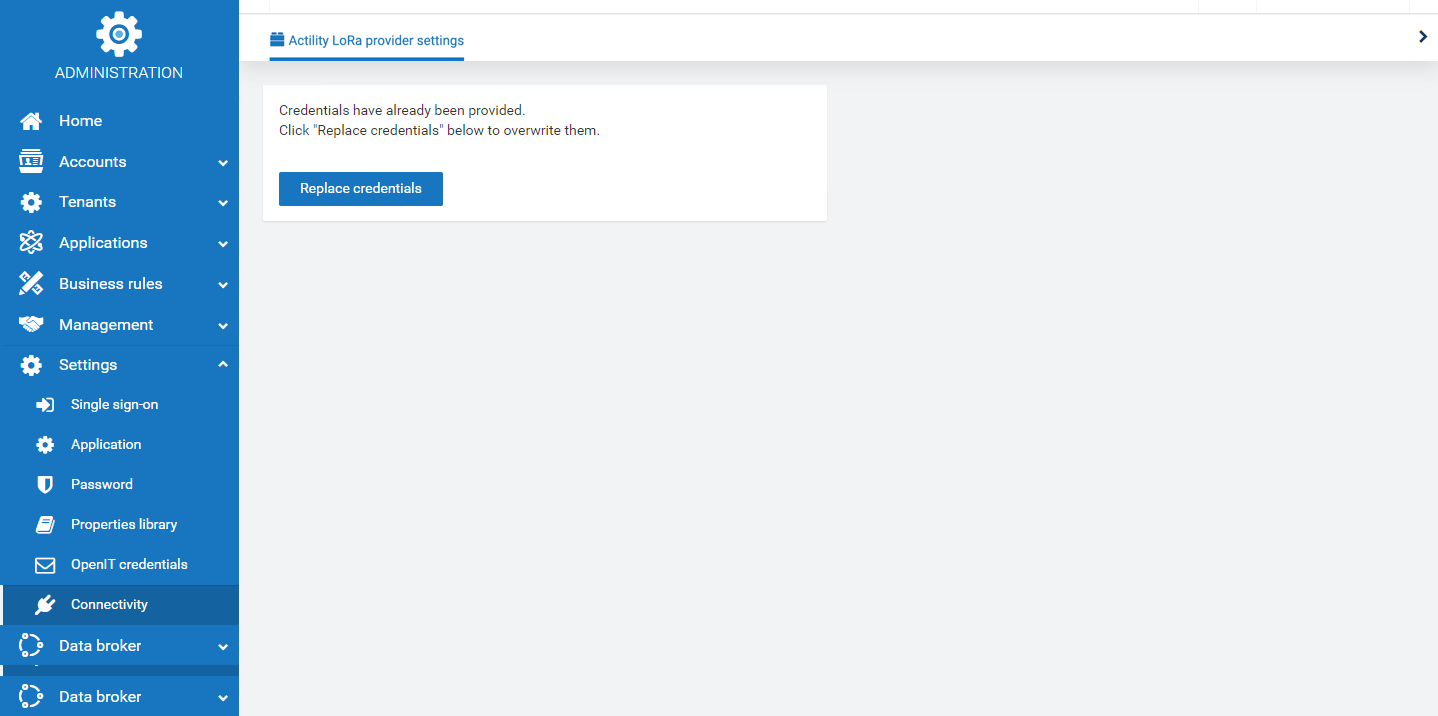 ADMINISTRATION
Home
Accounts
Tenants
Applications
Business rules
Management
Settings
Single sign-on
Application
Password
Properties library
OpenIT credentials
Connectivity
Data broker
Data broker
Actility LoRa provider settings
Credentials have already been provided.
Click "Replace credentials" below to overwrite them.
Replace credentials